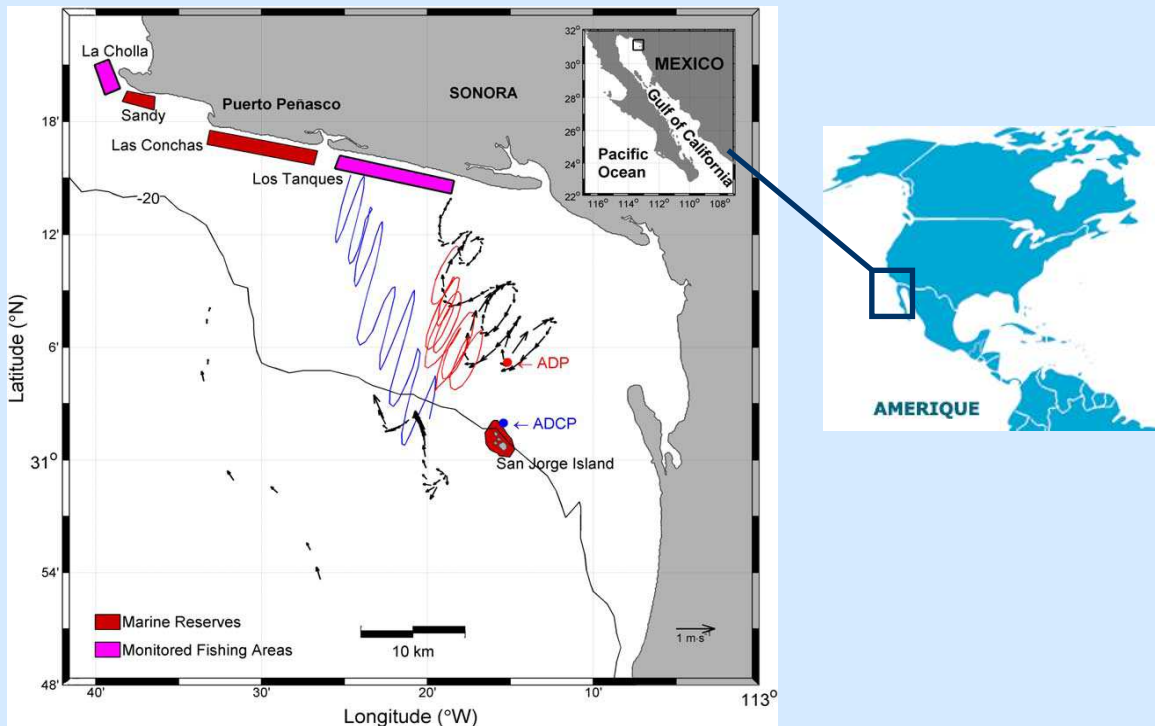 La Cholla
Sandy
Puerto Peñasco
SONORA
Las Conchas
Los Tanques
-20
← ADP
← ADCP
San Jorge Island
Marine Reserves
Monitored Fishing Areas
10 km
1 m·s⁻¹
Latitude (°N)
18'
12'
6'
31°
54'
48'
40'
30'
20'
10'
113°
Longitude (°W)
32°
30°
28°
26°
24°
22°
116°
114°
112°
110°
108°
MEXICO
Gulf of California
Pacific
Ocean
AMERIQUE